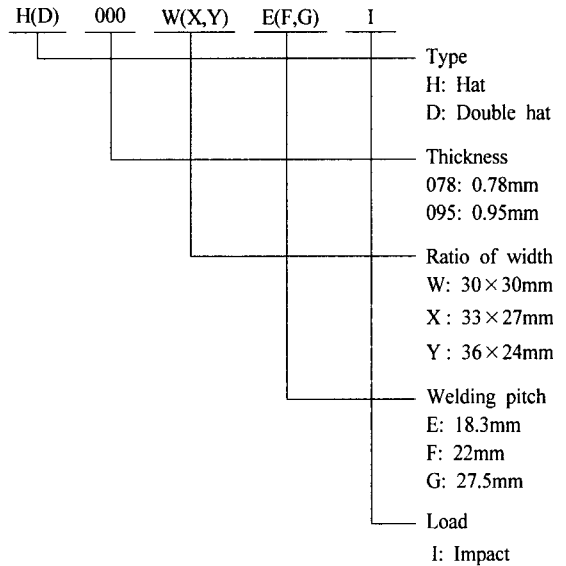 H(D) 000 W(X,Y) E(F,G) I
Type
H: Hat
D: Double hat
Thickness
078: 0.78mm
095: 0.95mm
Ratio of width
W: 30×30mm
X : 33×27mm
Y : 36×24mm
Welding pitch
E: 18.3mm
F: 22mm
G: 27.5mm
Load
I: Impact